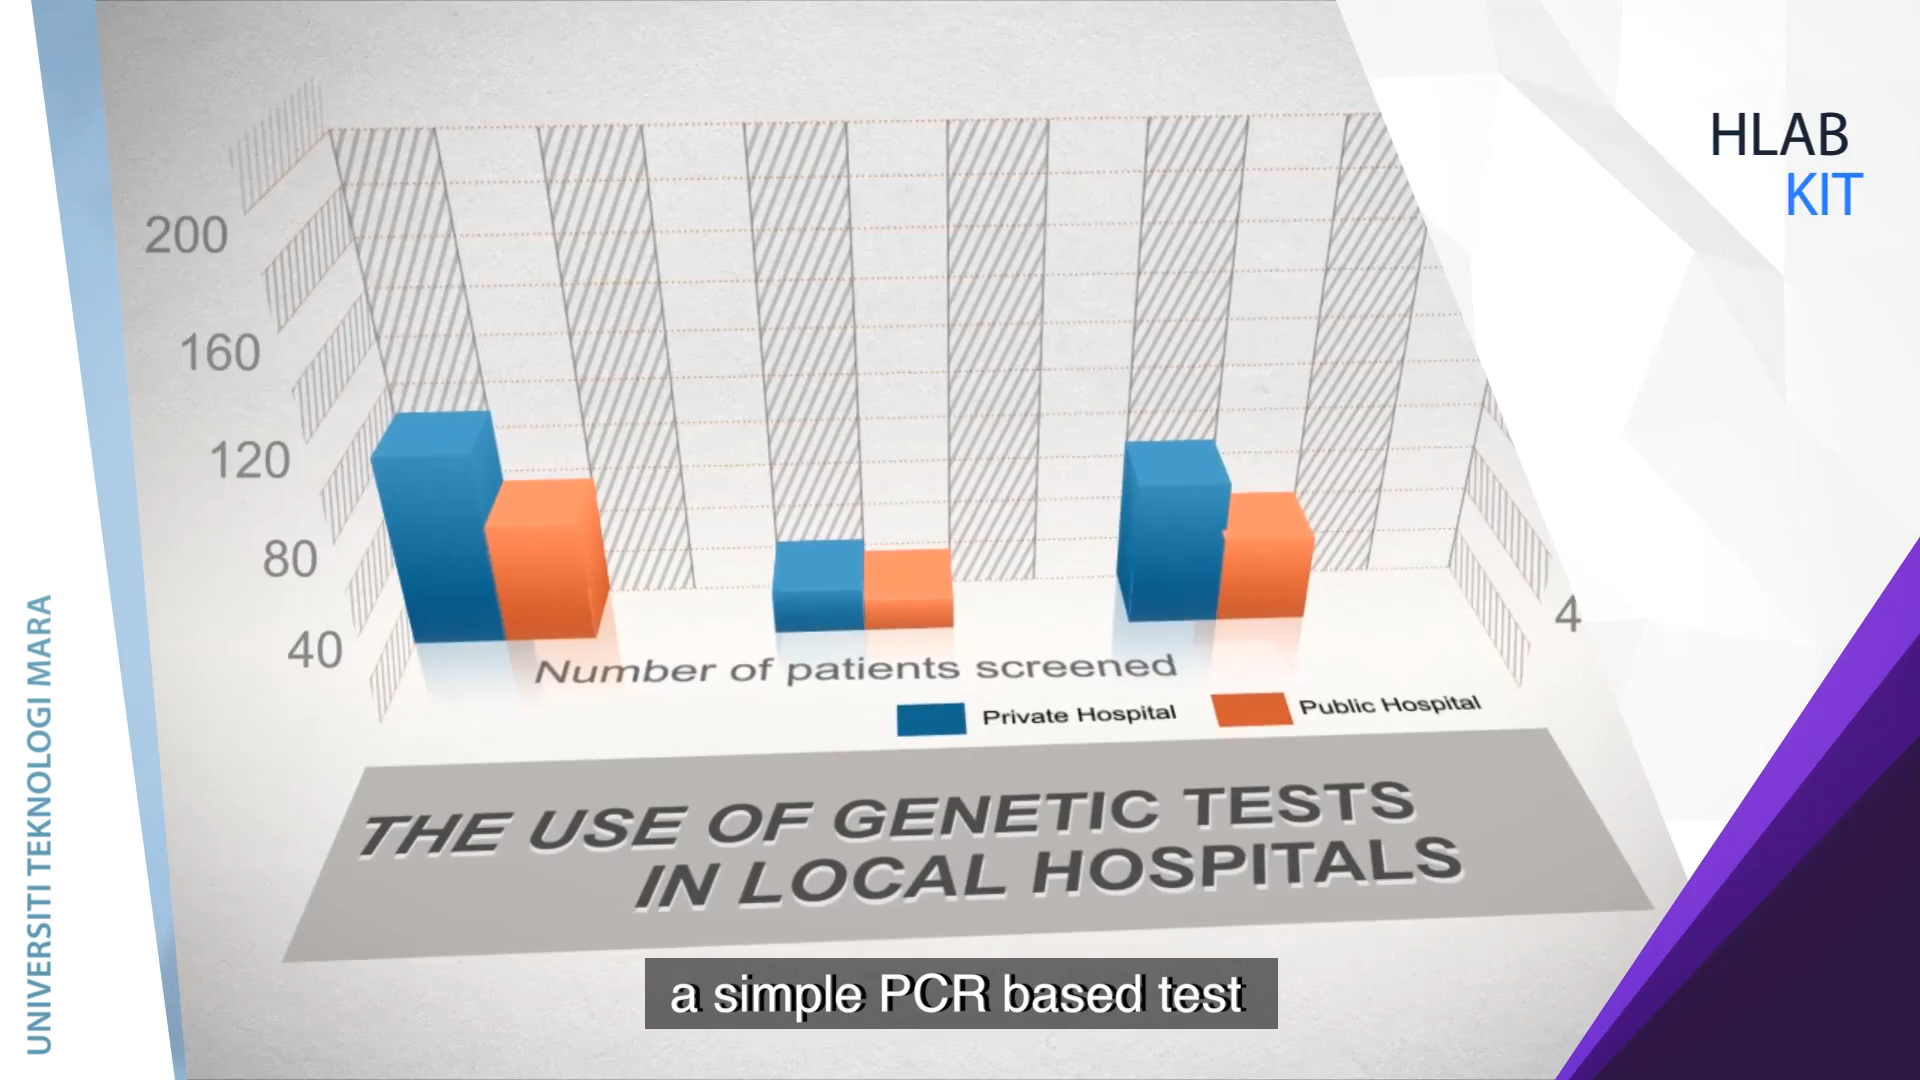 HLAB
KIT
200
160
120
80
40
4
Number of patients screened
Private Hospital
Public Hospital
THE USE OF GENETIC TESTS
IN LOCAL HOSPITALS
a simple PCR based test
UNIVERSITI TEKNOLOGI MARA